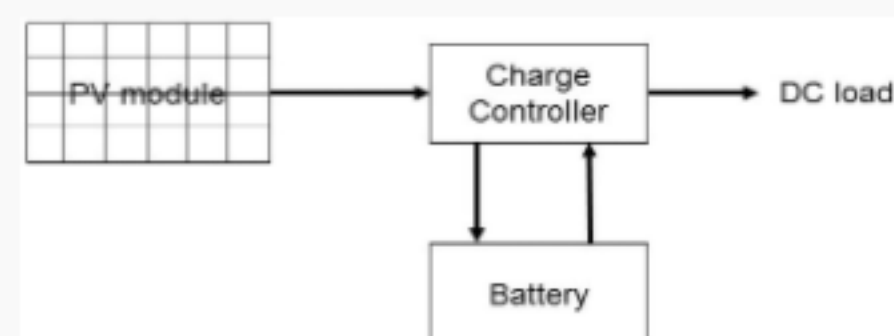 PV module
Charge
Controller
DC load
Battery